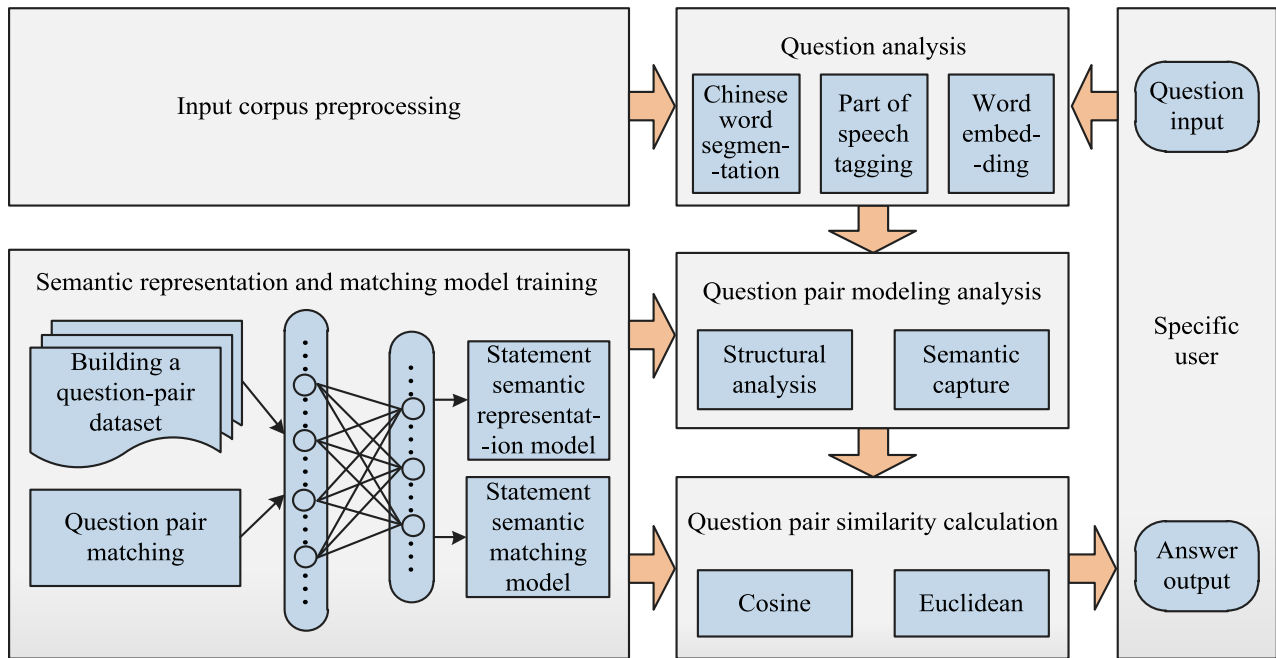 Input corpus preprocessing
Question analysis
Chinese
word
segmen-
-tation
Part of
speech
tagging
Word
embed-
-ding
Question
input
Semantic representation and matching model training
Building a
question-pair
dataset
Question pair
matching
Statement
semantic
representat-
-ion model
Statement
semantic
matching
model
Question pair modeling analysis
Structural
analysis
Semantic
capture
Specific
user
Question pair similarity calculation
Cosine
Euclidean
Answer
output